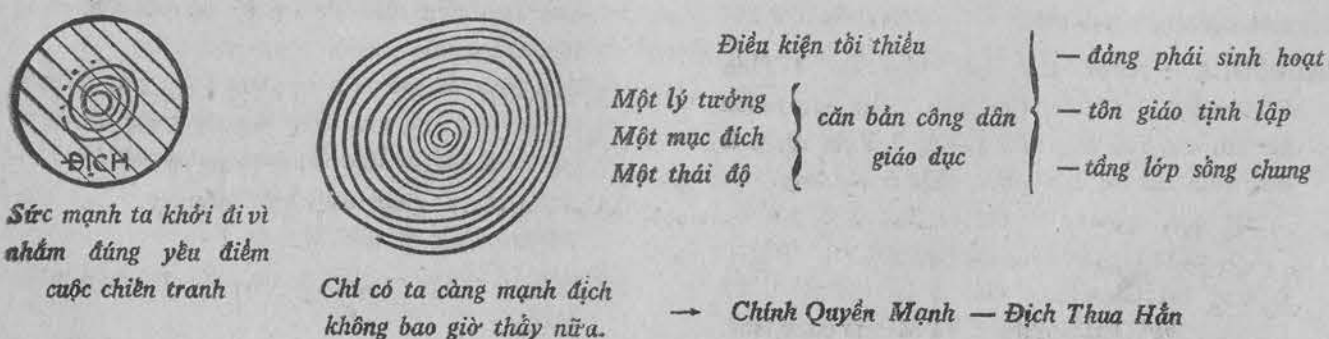 ĐỊCH
Sức mạnh ta khởi đi vì
nhắm đúng yếu điểm
cuộc chiến tranh
Chỉ có ta càng mạnh địch
không bao giờ thấy nữa.
Điều kiện tối thiểu
Một lý tưởng
Một mục đích
Một thái độ
căn bản công dân
giáo dục
— đảng phái sinh hoạt
— tôn giáo tịnh lập
— tầng lớp sống chung
→ Chính Quyền Mạnh — Địch Thua Hẳn